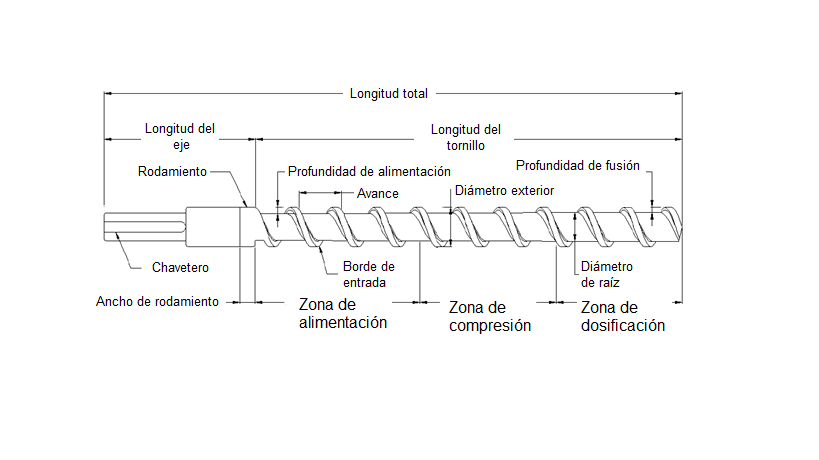 Longitud total
Longitud del
eje
Longitud del
tornillo
Rodamiento
Profundidad de alimentación
Profundidad de fusión
Avance
Diámetro exterior
Chavetero
Borde de
entrada
Diámetro
de raíz
Ancho de rodamiento
Zona de
alimentación
Zona de
compresión
Zona de
dosificación